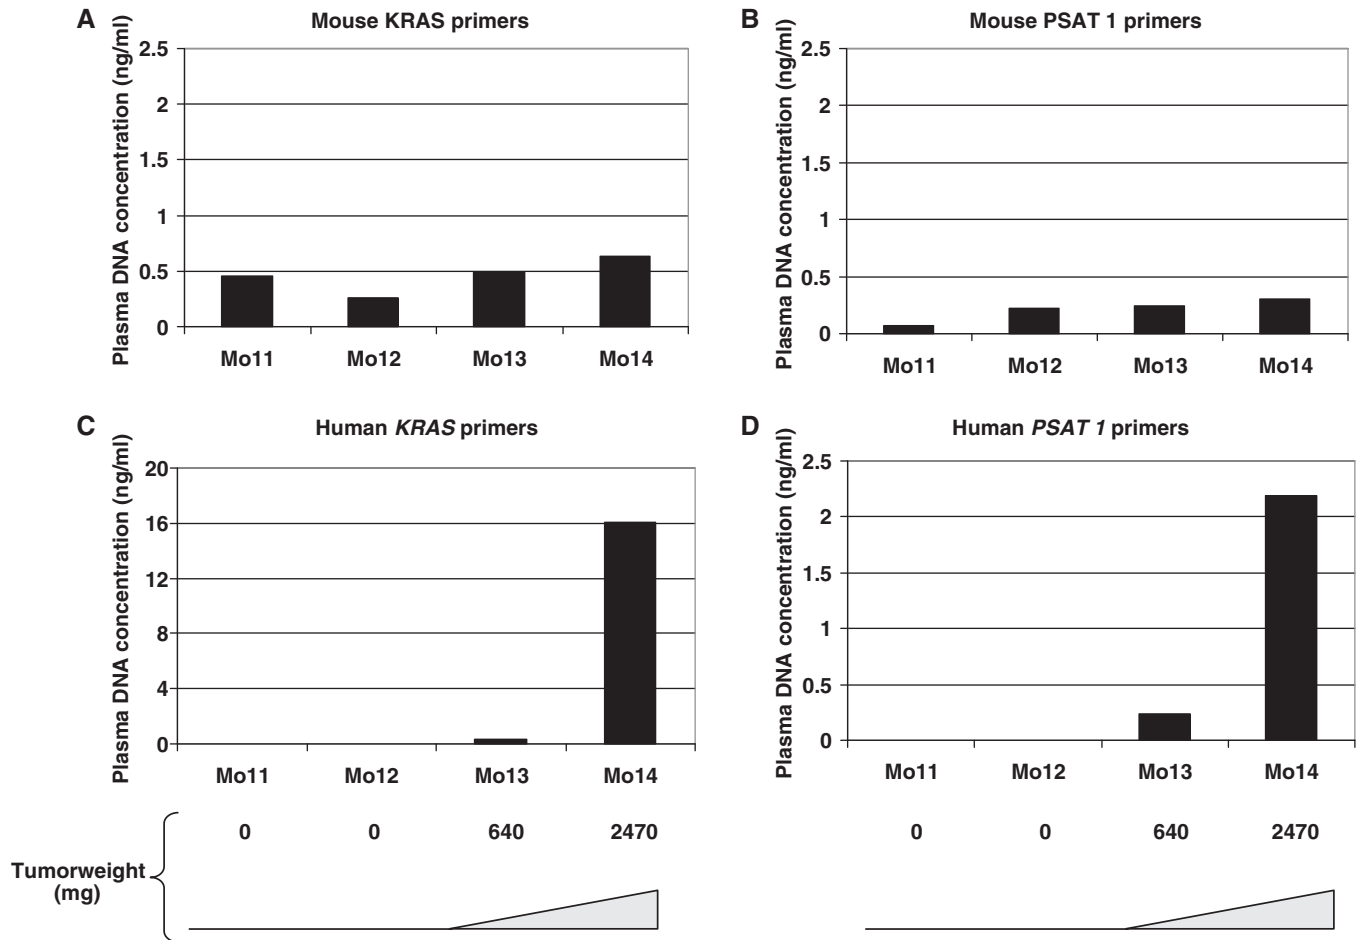 A
Mouse KRAS primers
Plasma DNA concentration (ng/ml)
2.5
2
1.5
1
0.5
0
Mo11 Mo12 Mo13 Mo14
B
Mouse PSAT 1 primers
Plasma DNA concentration (ng/ml)
2.5
2
1.5
1
0.5
0
Mo11 Mo12 Mo13 Mo14
C
Human KRAS primers
Plasma DNA concentration (ng/ml)
20
16
12
8
4
0
Mo11 Mo12 Mo13 Mo14
D
Human PSAT 1 primers
Plasma DNA concentration (ng/ml)
2.5
2
1.5
1
0.5
0
Mo11 Mo12 Mo13 Mo14
Tumorweight
(mg)
0 0 640 2470
0 0 640 2470